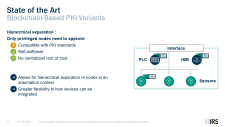 State of the Art
Blockchain-Based PKI Variants
Hierarchical separation :
Only privileged nodes need to approve
Compatible with PKI standards
Self-sufficient
No centralized root of trust
Allows for hierarchical separation of nodes in an
automation context
Greater flexibility in how devices can be
integrated
Interface
PLC
HMI
Sensors
IRS